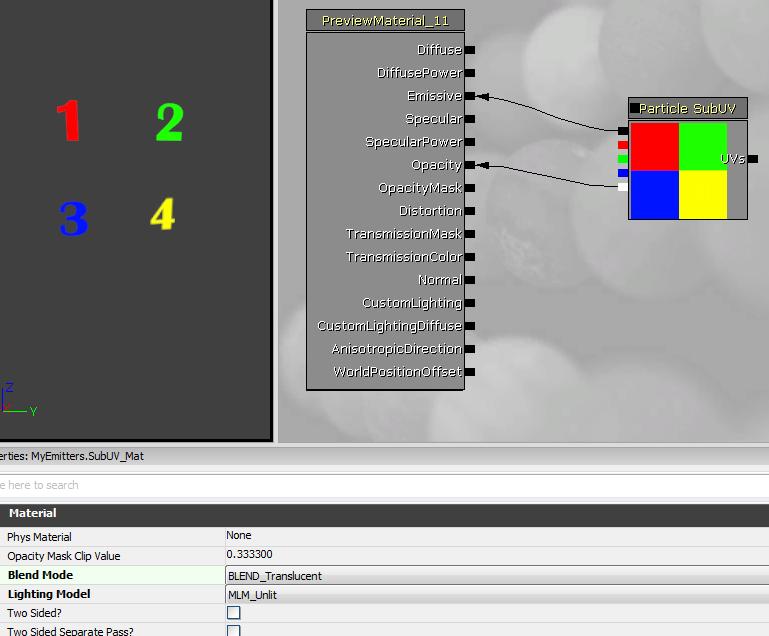 PreviewMaterial_11
Diffuse
DiffusePower
Emissive
Specular
SpecularPower
Opacity
OpacityMask
Distortion
TransmissionMask
TransmissionColor
Normal
CustomLighting
CustomLightingDiffuse
AnisotropicDirection
WorldPositionOffset
Particle SubUV
UVs
1 2
3 4
Z
Y
erties: MyEmitters.SubUV_Mat
e here to search
Material
Phys Material None
Opacity Mask Clip Value 0.333300
Blend Mode BLEND_Translucent
Lighting Model MLM_Unlit
Two Sided?
Two Sided Separate Pass?